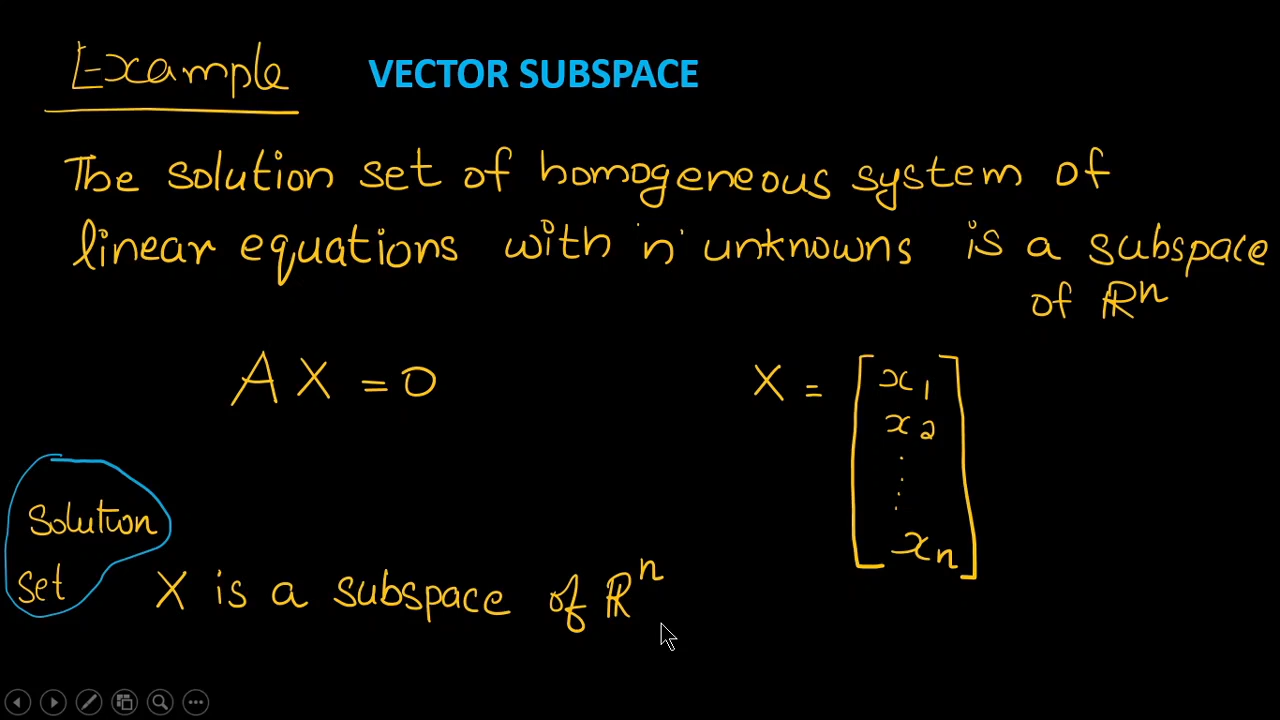 Example VECTOR SUBSPACE
The solution set of homogeneous system of
linear equations with 'n' unknowns is a subspace
of ℝⁿ
AX = 0
X = [x₁
x₂
⋮
xₙ]
Solution
set
X is a subspace of ℝⁿ